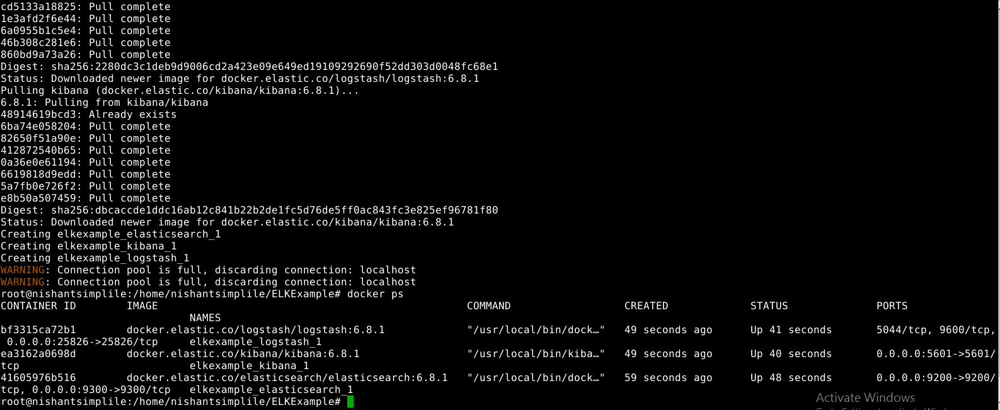 cd5133a18825: Pull complete
1e3afd2f6e44: Pull complete
6a0955b1c5e4: Pull complete
46b308c281e6: Pull complete
860bd9a73a26: Pull complete
Digest: sha256:2280dc3c1deb9d9006cd2a423e09e649ed19109292690f52dd303d0048fc68e1
Status: Downloaded newer image for docker.elastic.co/logstash/logstash:6.8.1
Pulling kibana (docker.elastic.co/kibana/kibana:6.8.1)...
6.8.1: Pulling from kibana/kibana
48914619bcd3: Already exists
6ba74e058204: Pull complete
82650f51a90e: Pull complete
412872540b65: Pull complete
0a36e0e61194: Pull complete
6619818d9edd: Pull complete
5a7fb0e726f2: Pull complete
e8b50a507459: Pull complete
Digest: sha256:dbcaccde1ddc16ab12c841b22b2de1fc5d76de5ff0ac843fc3e825ef96781f80
Status: Downloaded newer image for docker.elastic.co/kibana/kibana:6.8.1
Creating elkexample_elasticsearch_1
Creating elkexample_kibana_1
Creating elkexample_logstash_1
WARNING: Connection pool is full, discarding connection: localhost
WARNING: Connection pool is full, discarding connection: localhost
root@nishantsimplile:/home/nishantsimplile/ELKExample# docker ps
CONTAINER ID        IMAGE                                                 COMMAND                  CREATED             STATUS              PORTS
                              NAMES
bf3315ca72b1        docker.elastic.co/logstash/logstash:6.8.1             "/usr/local/bin/dock…"   49 seconds ago      Up 41 seconds       5044/tcp, 9600/tcp,
 0.0.0.0:25826->25826/tcp     elkexample_logstash_1
ea3162a0698d        docker.elastic.co/kibana/kibana:6.8.1                 "/usr/local/bin/kiba…"   49 seconds ago      Up 40 seconds       0.0.0.0:5601->5601/
tcp                           elkexample_kibana_1
41605976b516        docker.elastic.co/elasticsearch/elasticsearch:6.8.1   "/usr/local/bin/dock…"   59 seconds ago      Up 48 seconds       0.0.0.0:9200->9200/
tcp, 0.0.0.0:9300->9300/tcp   elkexample_elasticsearch_1
root@nishantsimplile:/home/nishantsimplile/ELKExample#
Activate Windows